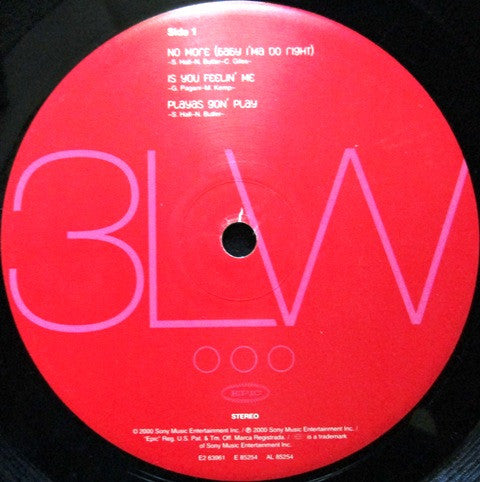 Side 1
No More (Baby I'ma Do Right)
-S. Hall-N. Butler-C. Giles-
Is You Feelin' Me
-G. Pagani-M. Kemp-
Playas Gon' Play
-S. Hall-N. Butler-
3LW
EPIC
STEREO
© 2000 Sony Music Entertainment Inc. / ℗ 2000 Sony Music Entertainment Inc. /
"Epic" Reg. U.S. Pat. & Tm. Off. Marca Registrada. / is a trademark
of Sony Music Entertainment Inc.
E2 63961 E 85254 AL 85254